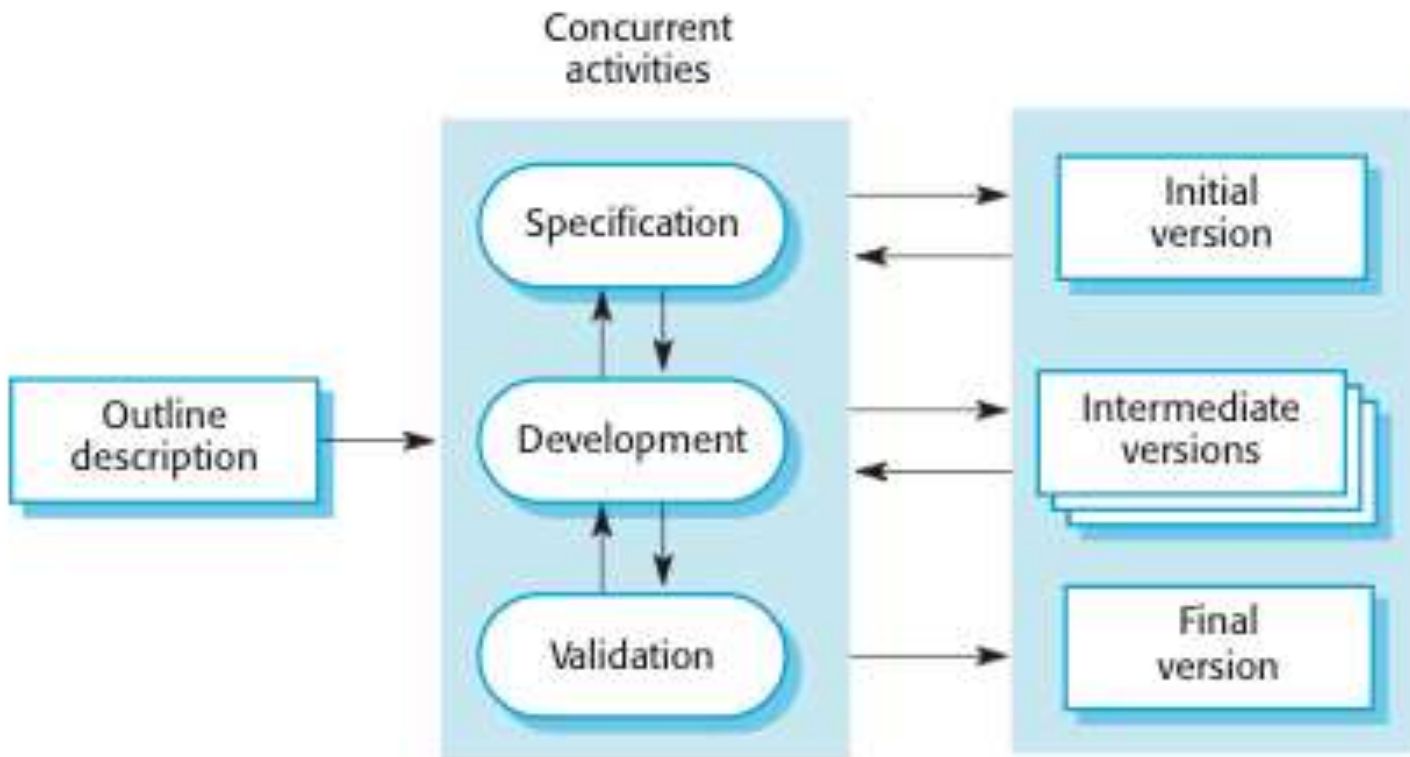 Concurrent
activities
Outline
description
Specification
Development
Validation
Initial
version
Intermediate
versions
Final
version